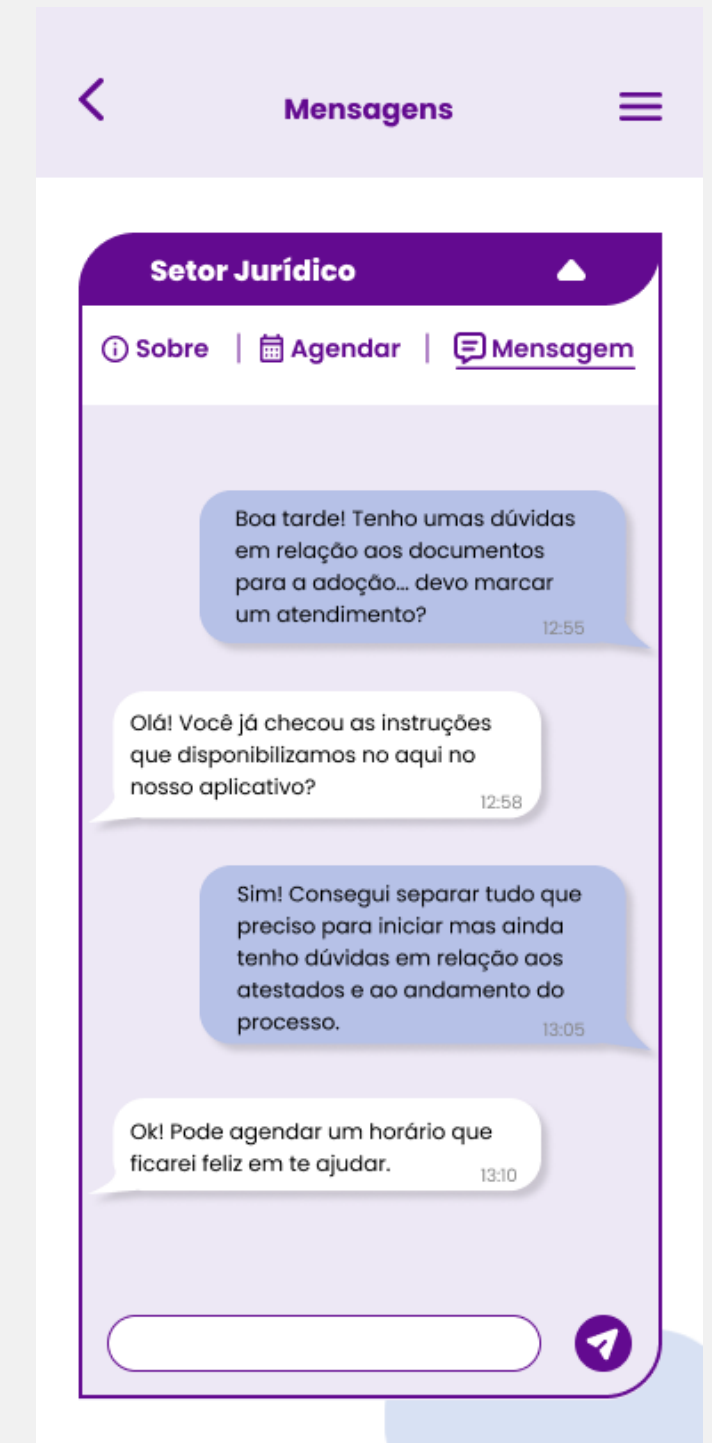 Mensagens
Setor Jurídico
Sobre | Agendar | Mensagem
Boa tarde! Tenho umas dúvidas
em relação aos documentos
para a adoção... devo marcar
um atendimento?
12:55
Olá! Você já checou as instruções
que disponibilizamos no aqui no
nosso aplicativo?
12:58
Sim! Consegui separar tudo que
preciso para iniciar mas ainda
tenho dúvidas em relação aos
atestados e ao andamento do
processo.
13:05
Ok! Pode agendar um horário que
ficarei feliz em te ajudar.
13:10